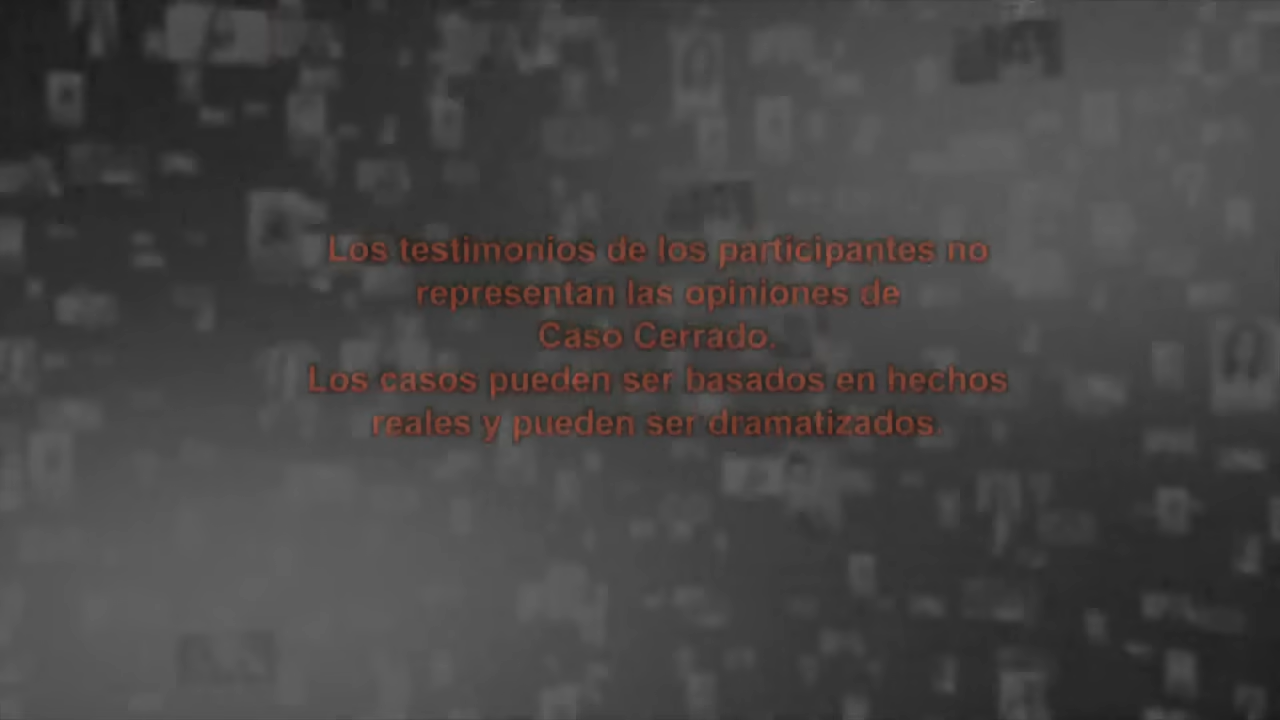 Los testimonios de los participantes no
representan las opiniones de
Caso Cerrado.
Los casos pueden ser basados en hechos
reales y pueden ser dramatizados.